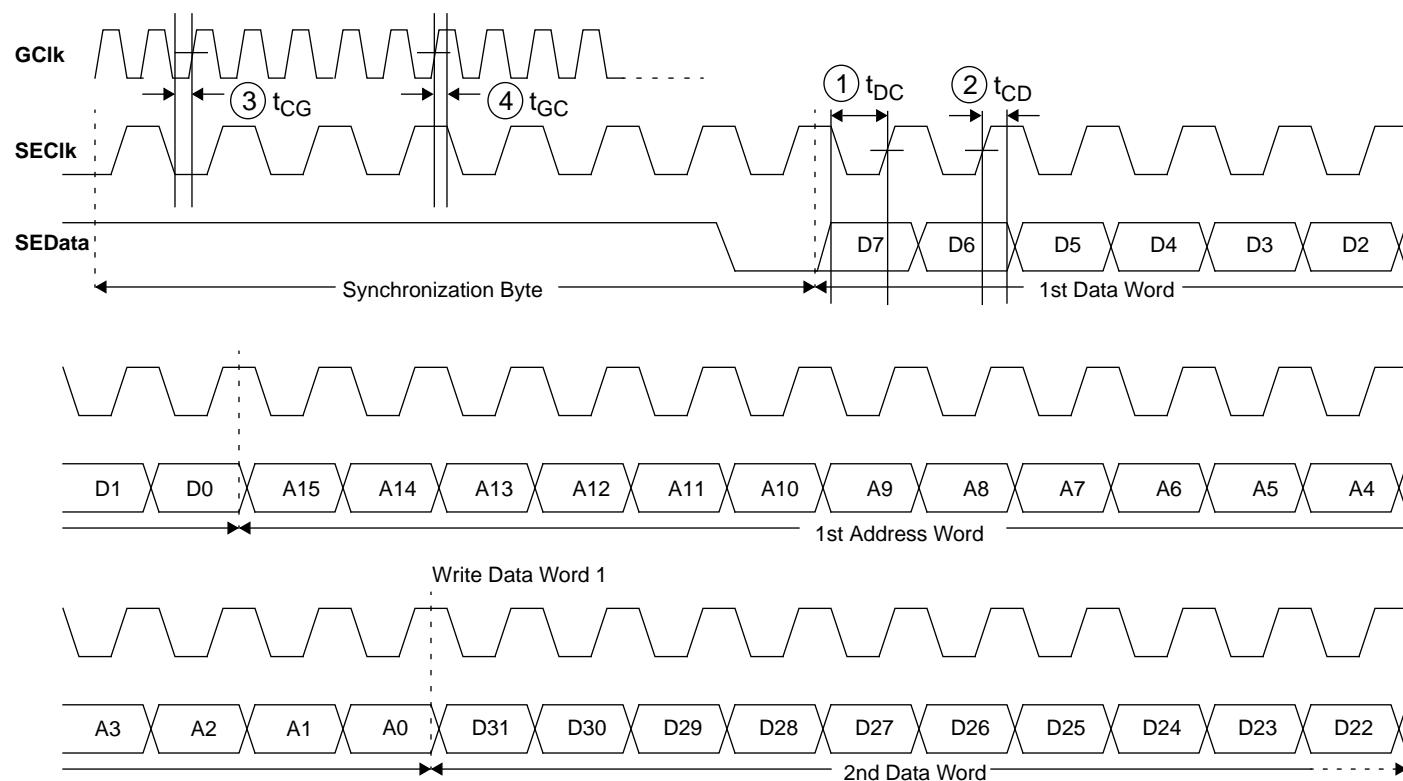 GClk
③ tCG
④ tGC
① tDC
② tCD
SEClk
SEData
D7 D6 D5 D4 D3 D2
Synchronization Byte
1st Data Word
D1 D0 A15 A14 A13 A12 A11 A10 A9 A8 A7 A6 A5 A4
1st Address Word
Write Data Word 1
A3 A2 A1 A0 D31 D30 D29 D28 D27 D26 D25 D24 D23 D22
2nd Data Word